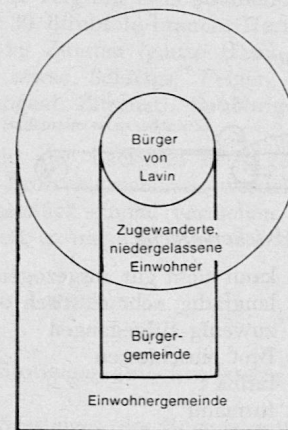 Bürger
von
Lavin
Zugewanderte,
niedergelassene
Einwohner
Bürger-
gemeinde
Einwohnergemeinde